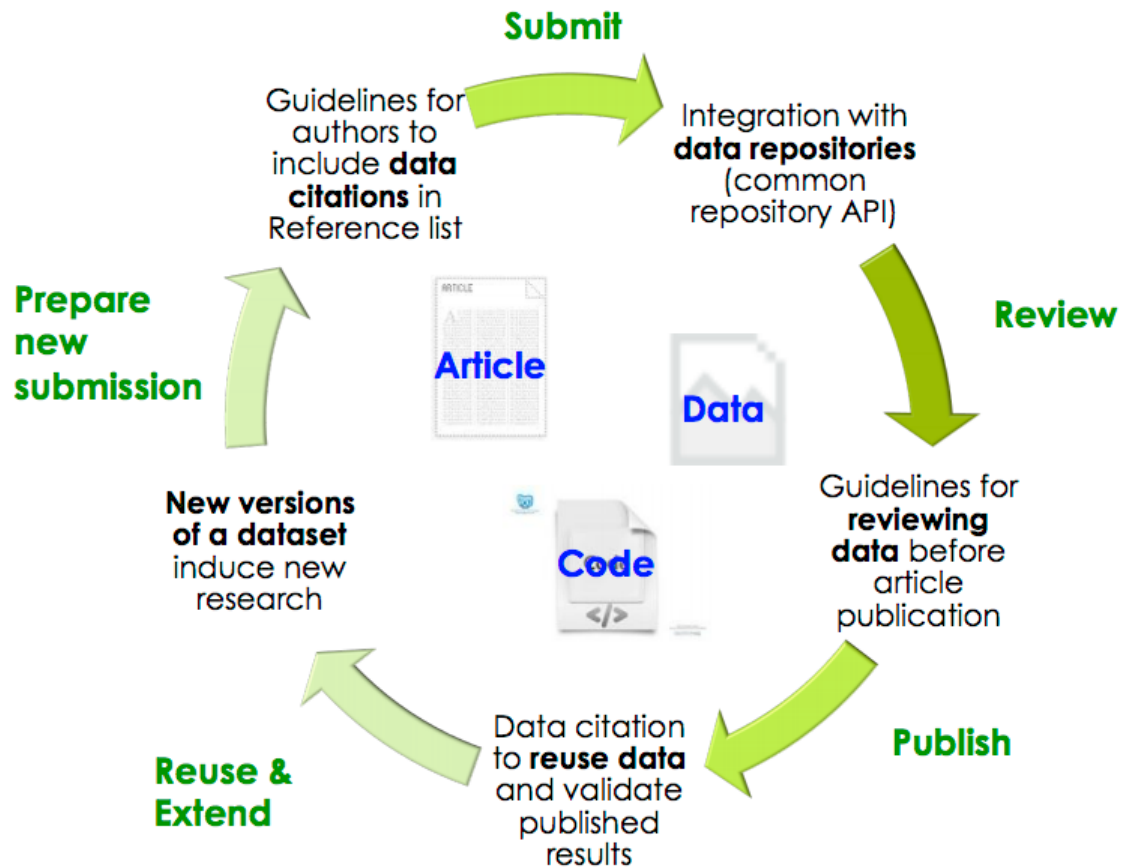 Submit
Guidelines for
authors to
include data
citations in
Reference list
Integration with
data repositories
(common
repository API)
Review
Guidelines for
reviewing
data before
article
publication
Publish
Data citation
to reuse data
and validate
published
results
Reuse &
Extend
New versions
of a dataset
induce new
research
Prepare
new
submission
ARTICLE
Article
Data
Code
</>